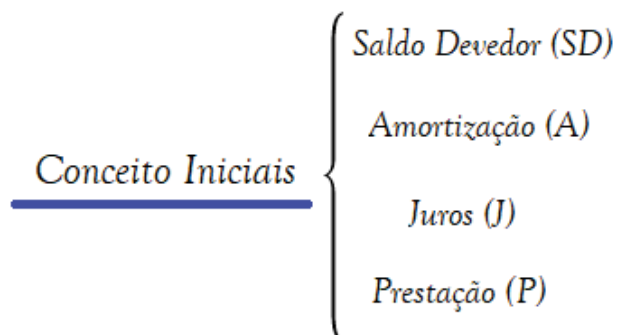 Saldo Devedor (SD)
Amortização (A)
Conceito Iniciais
Juros (J)
Prestação (P)